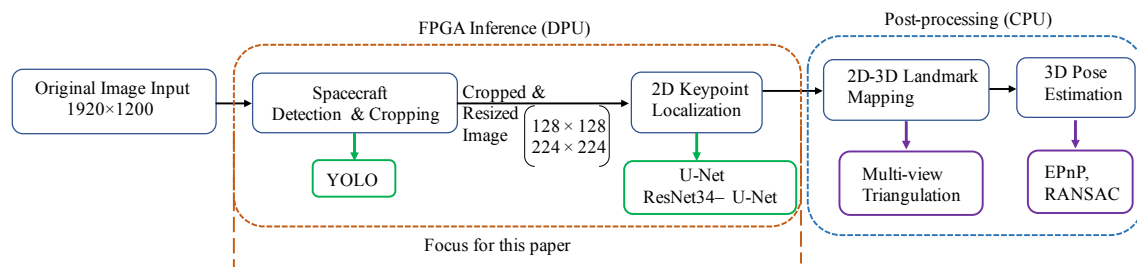 FPGA Inference (DPU)
Post-processing (CPU)
Original Image Input
1920×1200
Spacecraft
Detection & Cropping
Cropped &
Resized
Image
128 × 128
224 × 224
2D Keypoint
Localization
2D-3D Landmark
Mapping
3D Pose
Estimation
YOLO
U-Net
ResNet34– U-Net
Multi-view
Triangulation
EPnP,
RANSAC
Focus for this paper